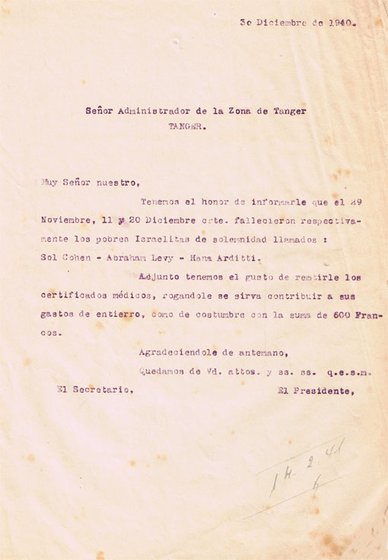 30 Diciembre de 1940.
Señor Administrador de la Zona de Tanger
TANGER.
Muy Señor nuestro,
Tenemos el honor de informarle que el 29
Noviembre, 11 y 20 Diciembre crte. fallecieron respectiva-
mente los pobres Israelitas de solemnidad llamados :
Sol Cohen - Abraham Levy - Hana Arditti.
Adjunto tenemos el gusto de remtirle los
certificados médicos, rogandole se sirva contribuir a sus
gastos de entierro, como de costumbre con la suma de 600 Fran-
cos.
Agradeciendole de antemano,
Quedamos de Vd. attos. y ss. ss. q.e.s.m.
El Secretario, El Presidente,
14 2 41
6